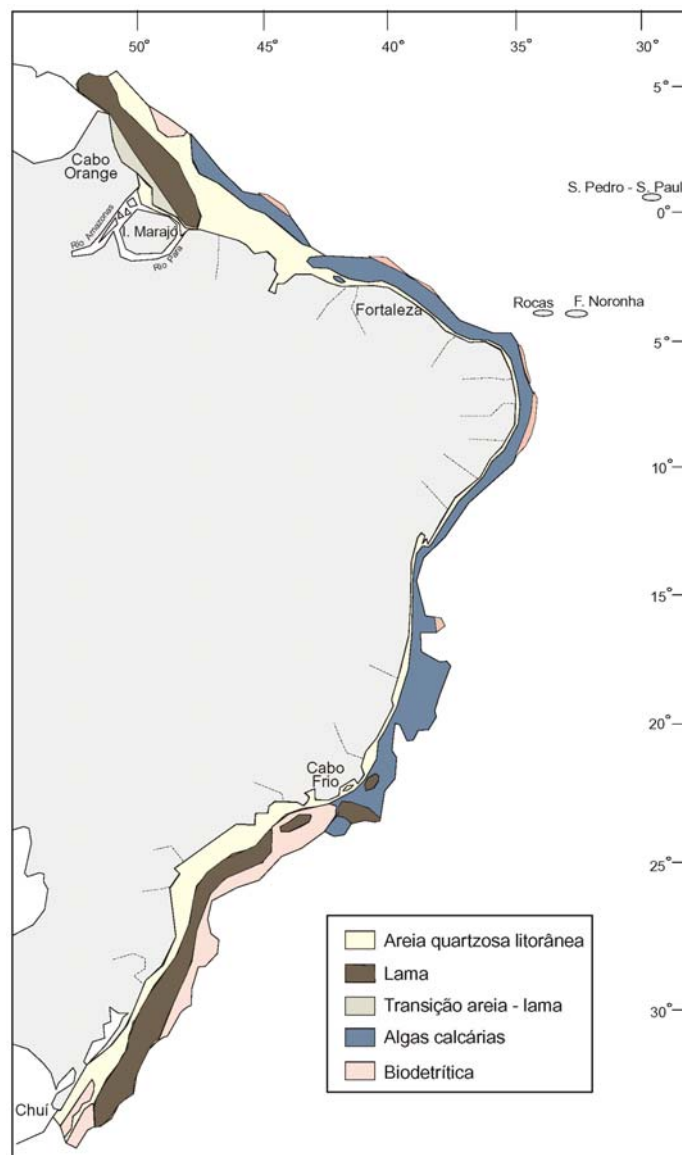 50°
45°
40°
35°
30°
5°
Cabo
Orange
S. Pedro - S. Paul
0°
Rio Amazonas
I. Marajó
Rio Pará
Rocas
F. Noronha
Fortaleza
5°
10°
15°
20°
Cabo
Frio
25°
Areia quartzosa litorânea
Lama
Transição areia - lama
30°
Algas calcárias
Biodetrítica
Chuí